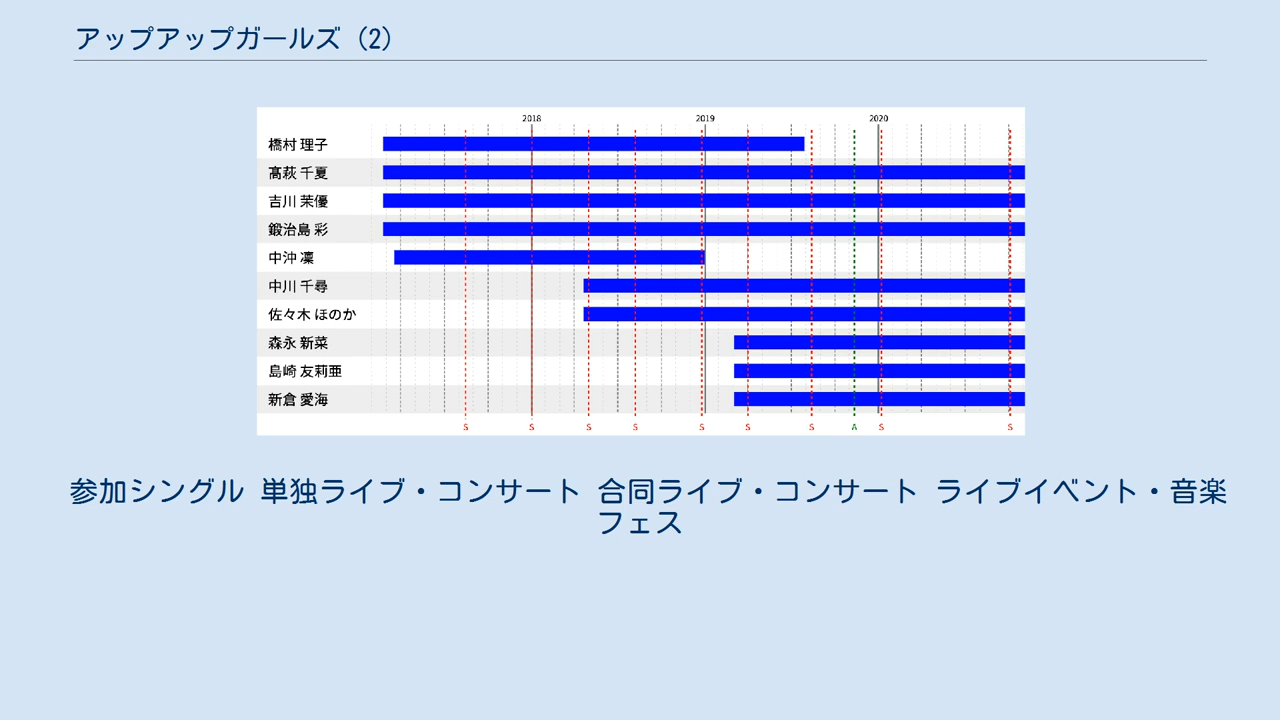 アップアップガールズ（2）
2018 2019 2020
橋村 理子
高萩 千夏
吉川 茉優
鍛治島 彩
中沖 凜
中川 千尋
佐々木 ほのか
森永 新菜
島崎 友莉亜
新倉 愛海
S S S S S S S A S S
参加シングル 単独ライブ・コンサート 合同ライブ・コンサート ライブイベント・音楽
フェス